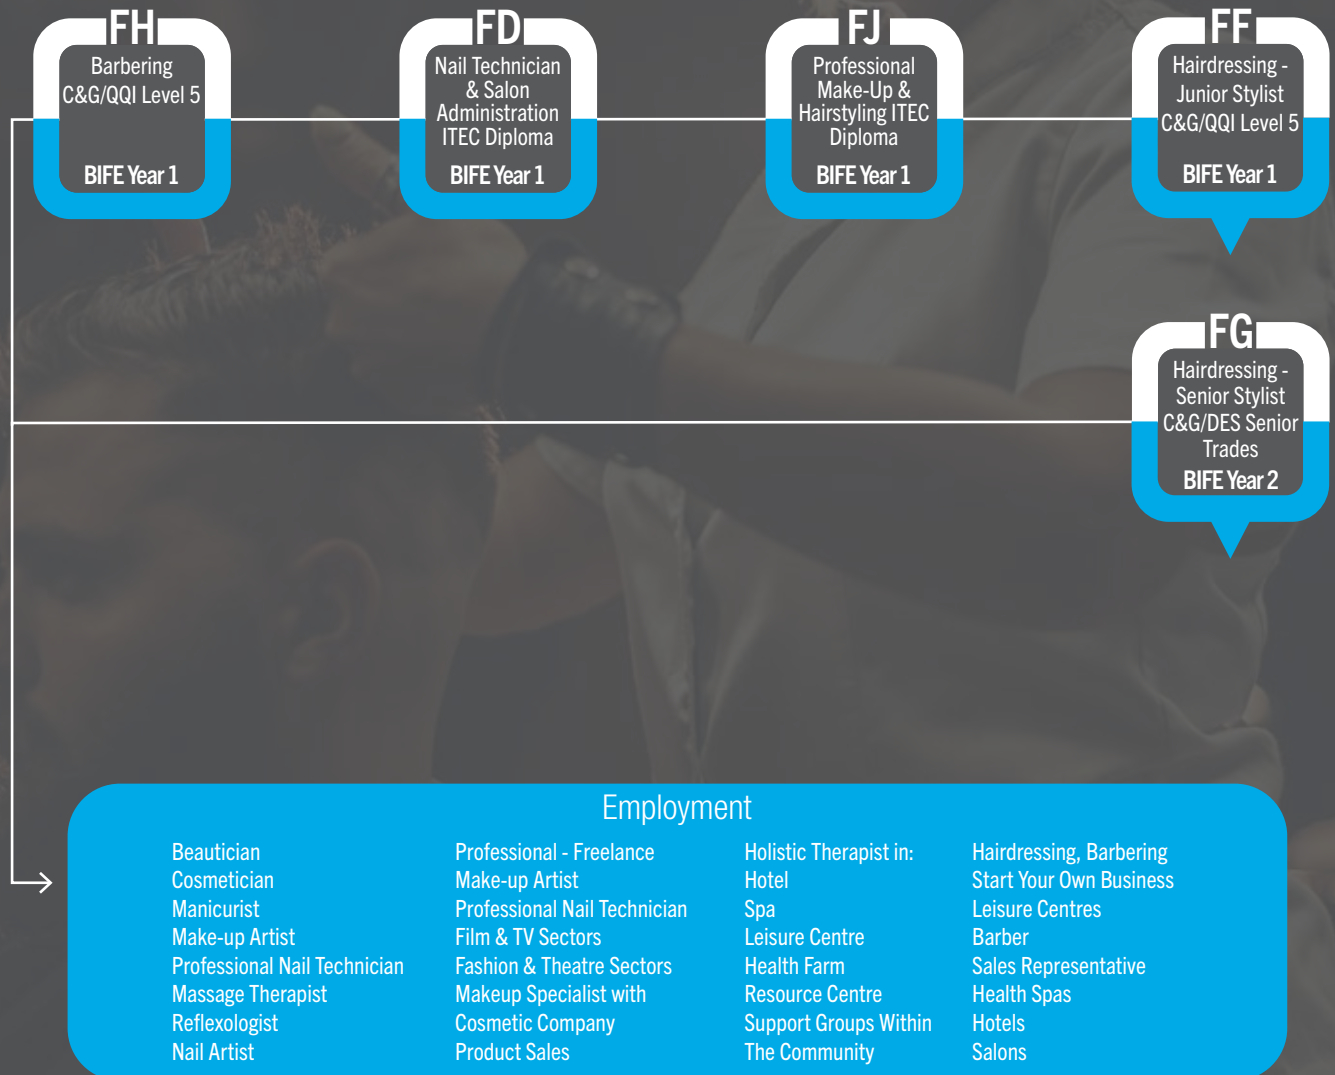 FH
Barbering
C&G/QQI Level 5
BIFE Year 1
FD
Nail Technician
& Salon
Administration
ITEC Diploma
BIFE Year 1
FJ
Professional
Make-Up &
Hairstyling ITEC
Diploma
BIFE Year 1
FF
Hairdressing -
Junior Stylist
C&G/QQI Level 5
BIFE Year 1
FG
Hairdressing -
Senior Stylist
C&G/DES Senior
Trades
BIFE Year 2
Employment
Beautician
Cosmetician
Manicurist
Make-up Artist
Professional Nail Technician
Massage Therapist
Reflexologist
Nail Artist
Professional - Freelance
Make-up Artist
Professional Nail Technician
Film & TV Sectors
Fashion & Theatre Sectors
Makeup Specialist with
Cosmetic Company
Product Sales
Holistic Therapist in:
Hotel
Spa
Leisure Centre
Health Farm
Resource Centre
Support Groups Within
The Community
Hairdressing, Barbering
Start Your Own Business
Leisure Centres
Barber
Sales Representative
Health Spas
Hotels
Salons